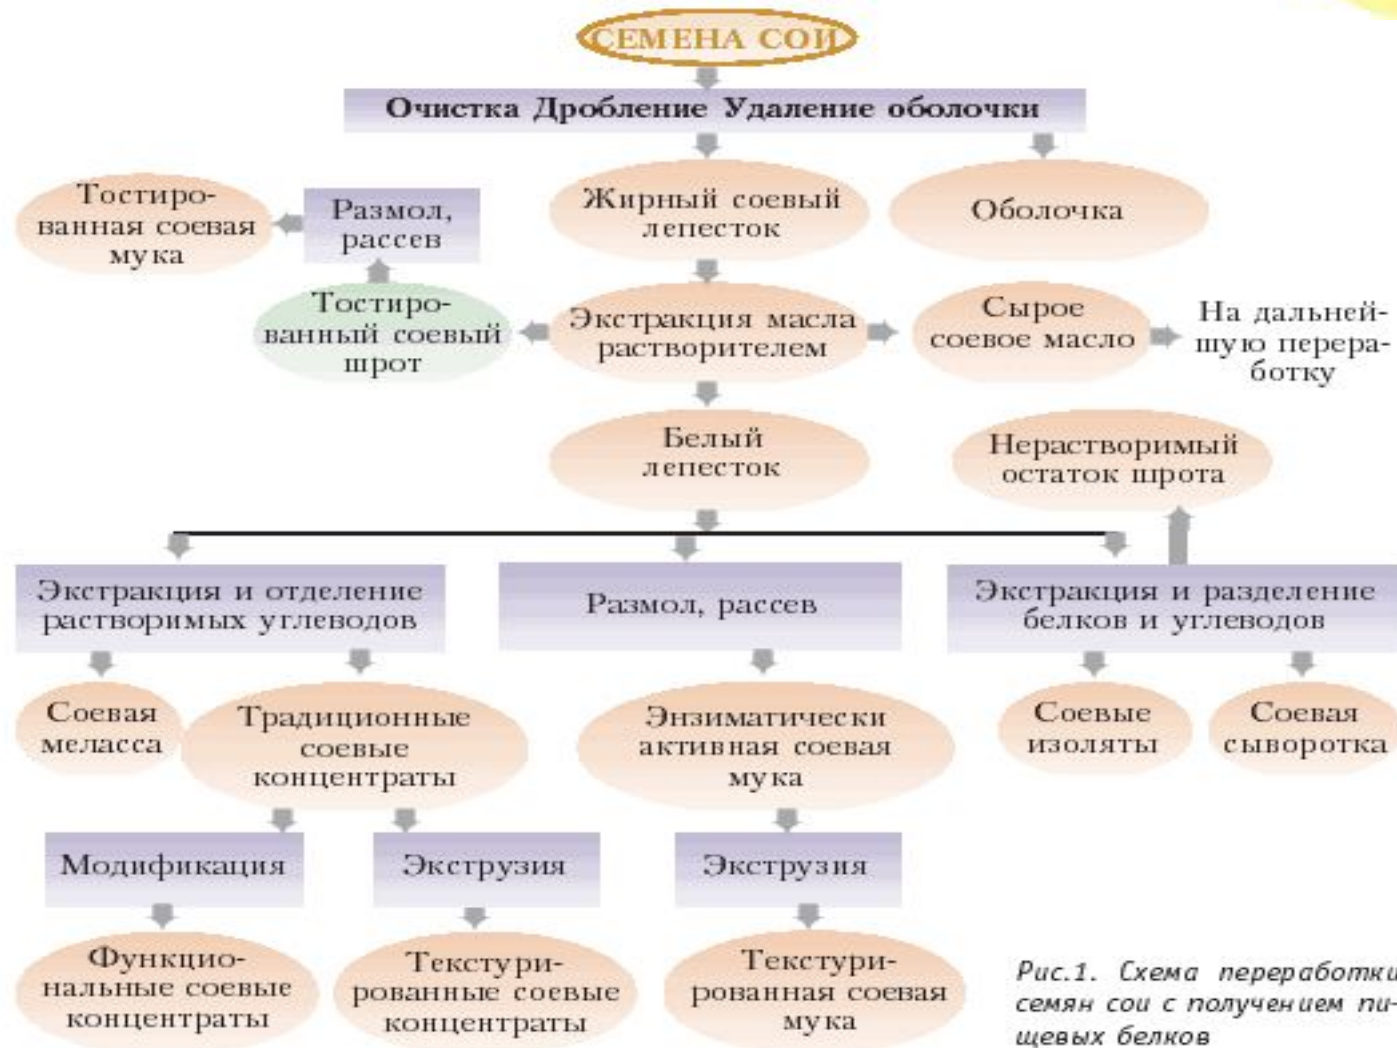 СЕМЕНА СОИ
Очистка Дробление Удаление оболочки
Тостиро-
ванная соевая
мука
Размол,
рассев
Жирный соевый
лепесток
Оболочка
Тостиро-
ванный соевый
шрот
Экстракция масла
растворителем
Сырое
соевое масло
На дальней-
шую перера-
ботку
Белый
лепесток
Нерастворимый
остаток шрота
Экстракция и отделение
растворимых углеводов
Размол, рассев
Экстракция и разделение
белков и углеводов
Соевая
меласса
Традиционные
соевые
концентраты
Энзиматически
активная соевая
мука
Соевые
изоляты
Соевая
сыворотка
Модификация
Экструзия
Экструзия
Функцио-
нальные соевые
концентраты
Текстури-
рованные соевые
концентраты
Текстури-
рованная соевая
мука
Рис.1. Схема переработки
семян сои с получением пи-
щевых белков